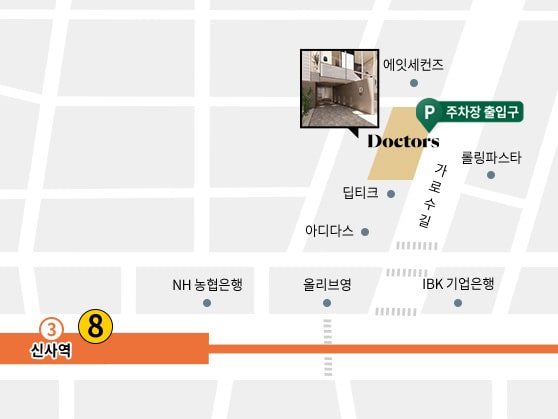 에잇세컨즈
P 주차장 출입구
Doctors
롤링파스타
가로수길
딥티크
아디다스
NH 농협은행
올리브영
IBK 기업은행
3
8
신사역